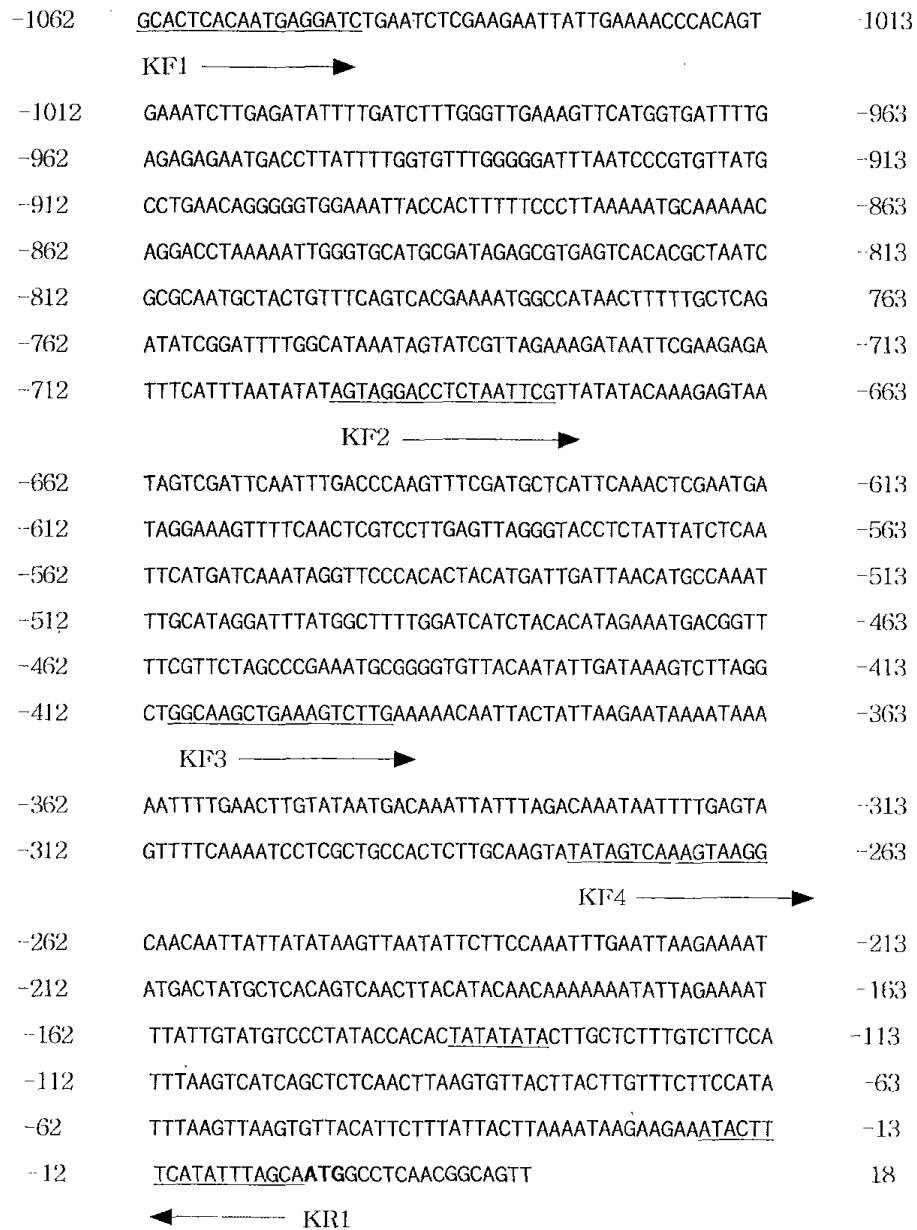 -1062 GCACTCACAATGAGGATCTGAATCTCGAAGAATTATTGAAAACCCACAGT -1013
KF1
-1012 GAAATCTTGAGATATTTTGATCTTTGGGTTGAAAGTTCATGGTGATTTTG -963
-962 AGAGAGAATGACCTTATTTTGGTGTTTGGGGGATTTAATCCCGTGTTATG -913
-912 CCTGAACAGGGGGTGGAAATTACCACTTTTTCCCTTAAAAATGCAAAAAC -863
-862 AGGACCTAAAAATTGGGTGCATGCGATAGAGCGTGAGTCACACGCTAATC -813
-812 GCGCAATGCTACTGTTTCAGTCACGAAAATGGCCATAACTTTTTGCTCAG 763
-762 ATATCGGATTTTGGCATAAATAGTATCGTTAGAAAGATAATTCGAAGAGA -713
-712 TTTCATTTAATATATAGTAGGACCTCTAATTCGTTATATACAAAGAGTAA -663
KF2
-662 TAGTCGATTCAATTTGACCCAAGTTTCGATGCTCATTCAAACTCGAATGA -613
-612 TAGGAAAGTTTTCAACTCGTCCTTGAGTTAGGGTACCTCTATTATCTCAA -563
-562 TTCATGATCAAATAGGTTCCCACACTACATGATTGATTAACATGCCAAAT -513
-512 TTGCATAGGATTTATGGCTTTTGGATCATCTACACATAGAAATGACGGTT -463
-462 TTCGTTCTAGCCCGAAATGCGGGGTGTTACAATATTGATAAAGTCTTAGG -413
-412 CTGGCAAGCTGAAAGTCTTGAAAAACAATTACTATTAAGAATAAAATAAA -363
KF3
-362 AATTTTGAACTTGTATAATGACAAATTATTTAGACAAATAATTTTGAGTA -313
-312 GTTTTCAAAATCCTCGCTGCCACTCTTGCAAGTATATAGTCAAAGTAAGG -263
KF4
-262 CAACAATTATTATATAAGTTAATATTCTTCCAAATTTGAATTAAGAAAAT -213
-212 ATGACTATGCTCACAGTCAACTTACATACAACAAAAAAATATTAGAAAAT -163
-162 TTATTGTATGTCCCTATACCACACTATATATACTTGCTCTTTGTCTTCCA -113
-112 TTTAAGTCATCAGCTCTCAACTTAAGTGTTACTTACTTGTTTCTTCCATA -63
-62 TTTAAGTTAAGTGTTACATTCTTTATTACTTAAAATAAGAAGAAATACTT -13
-12 TCATATTTAGCAATGGCCTCAACGGCAGTT 18
KR1